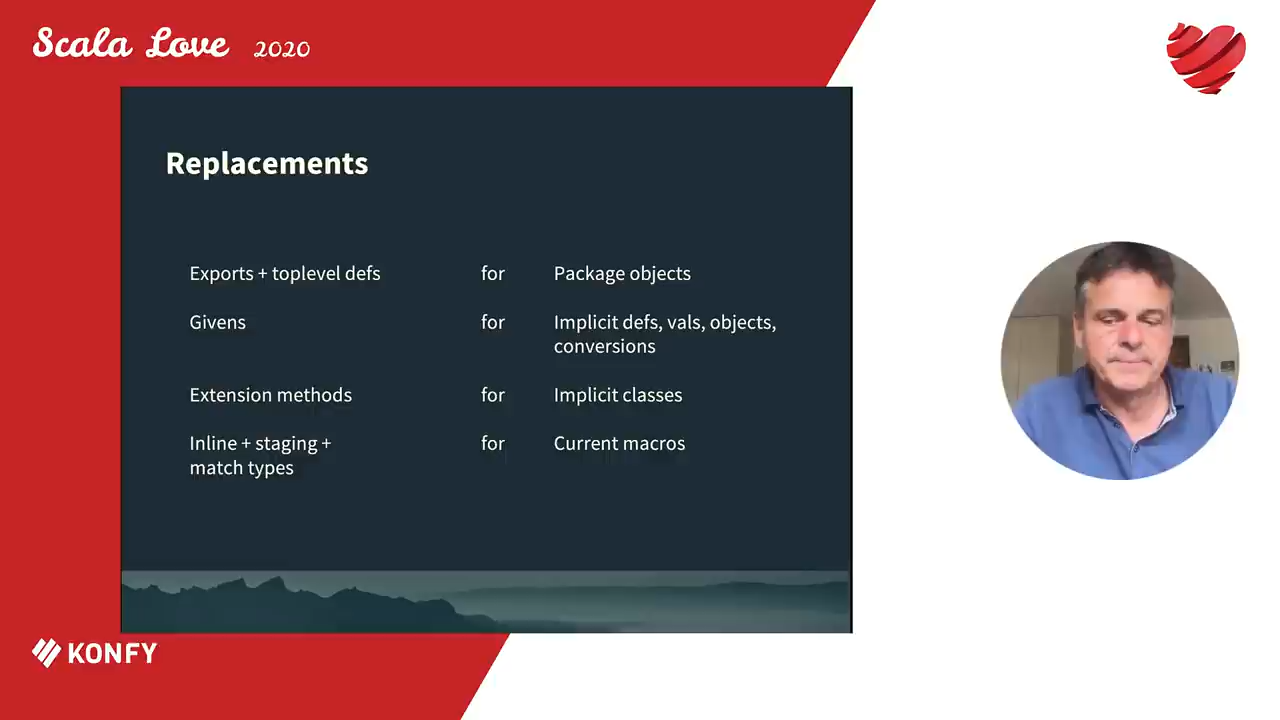 Scala Love 2020
Replacements
Exports + toplevel defs for Package objects
Givens for Implicit defs, vals, objects,
conversions
Extension methods for Implicit classes
Inline + staging + for Current macros
match types
KONFY